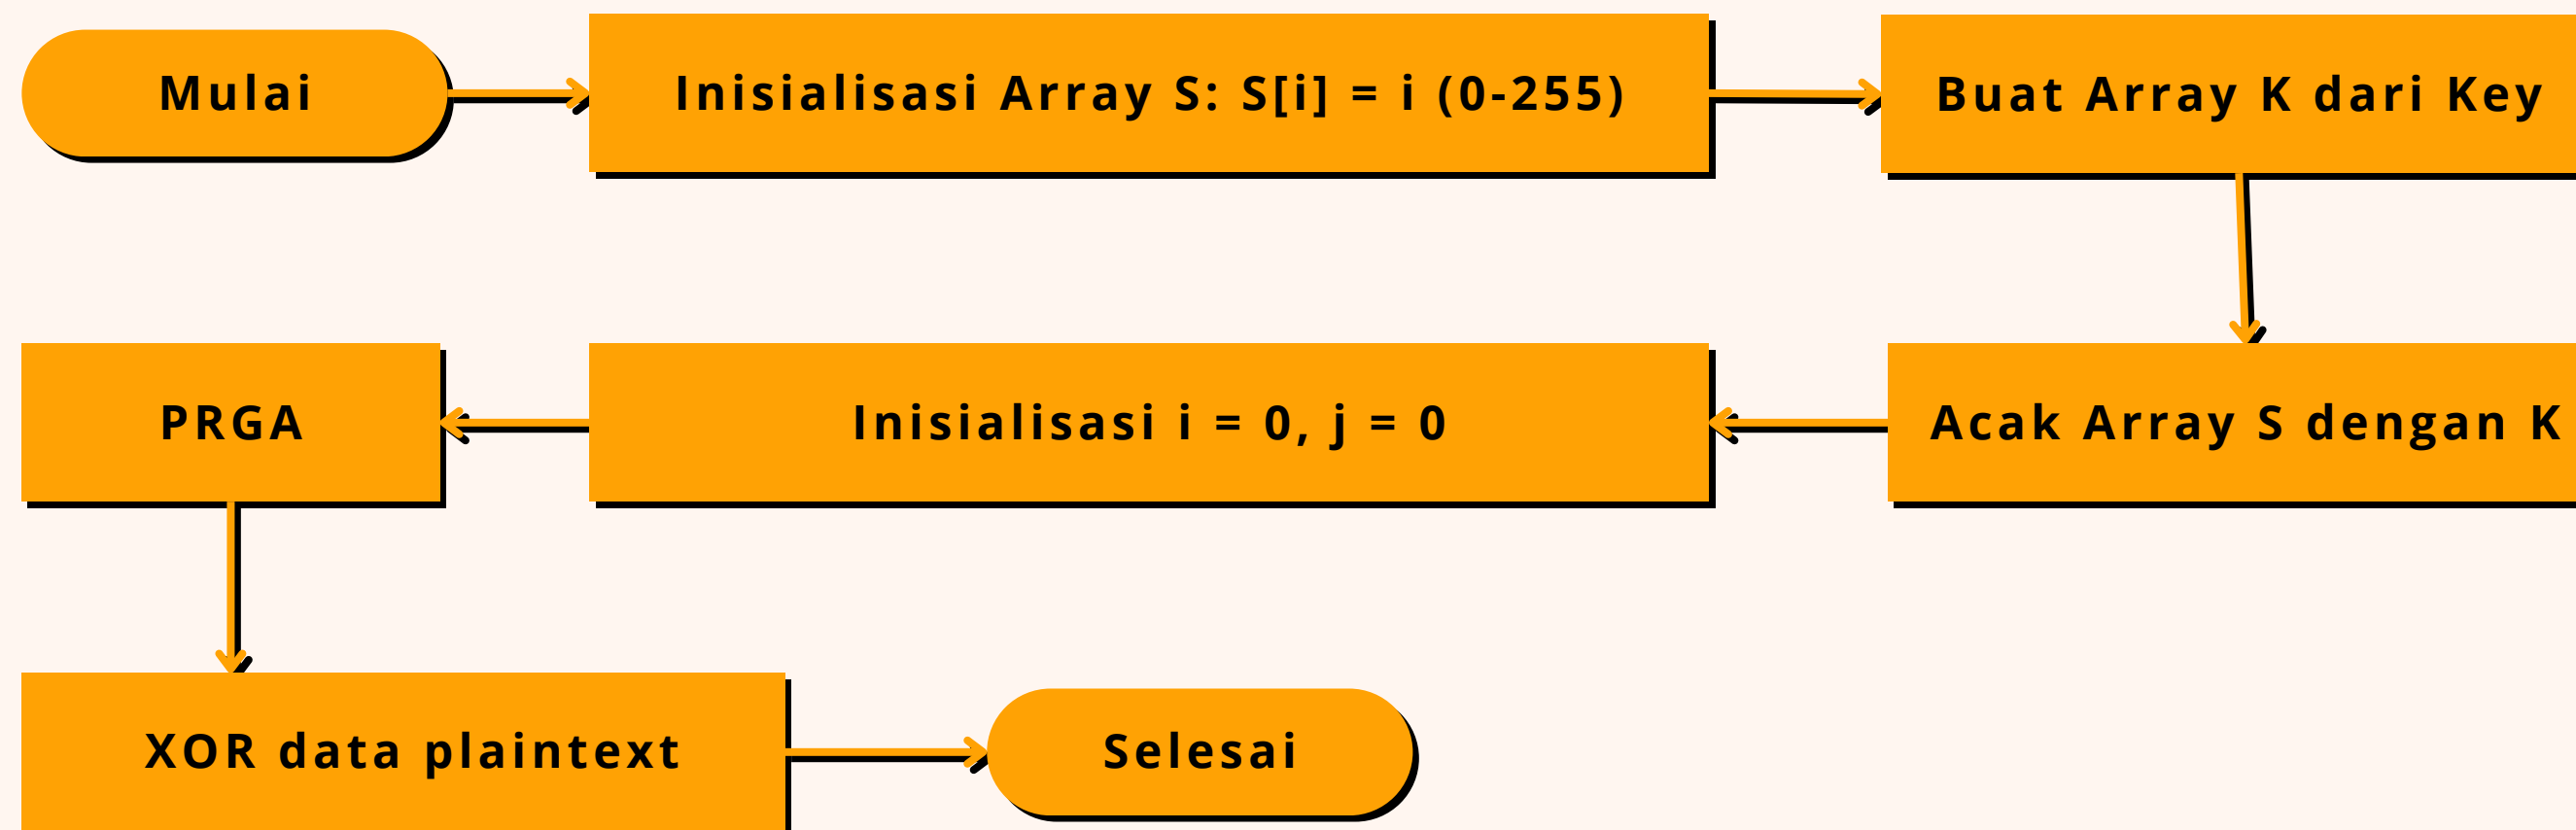 Mulai
Inisialisasi Array S: S[i] = i (0-255)
Buat Array K dari Key
Acak Array S dengan K
Inisialisasi i = 0, j = 0
PRGA
XOR data plaintext
Selesai